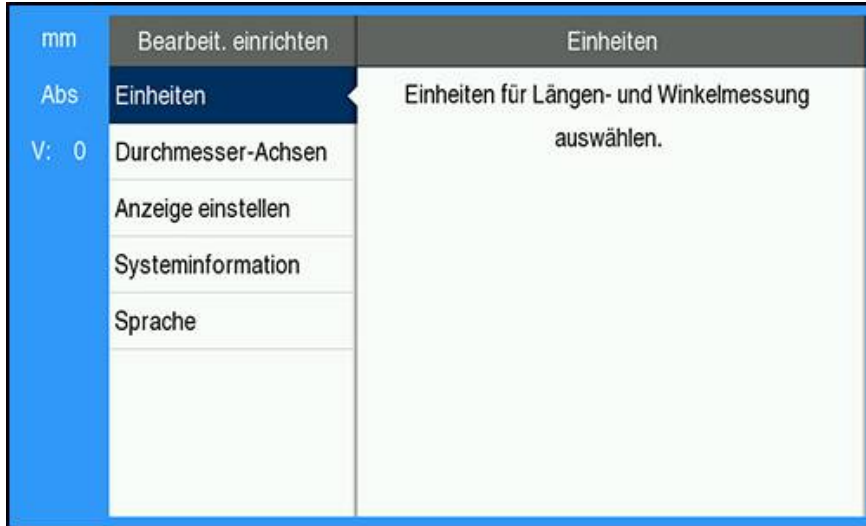 mm
Abs
V: 0
Bearbeit. einrichten
Einheiten
Durchmesser-Achsen
Anzeige einstellen
Systeminformation
Sprache
Einheiten
Einheiten für Längen- und Winkelmessung
auswählen.